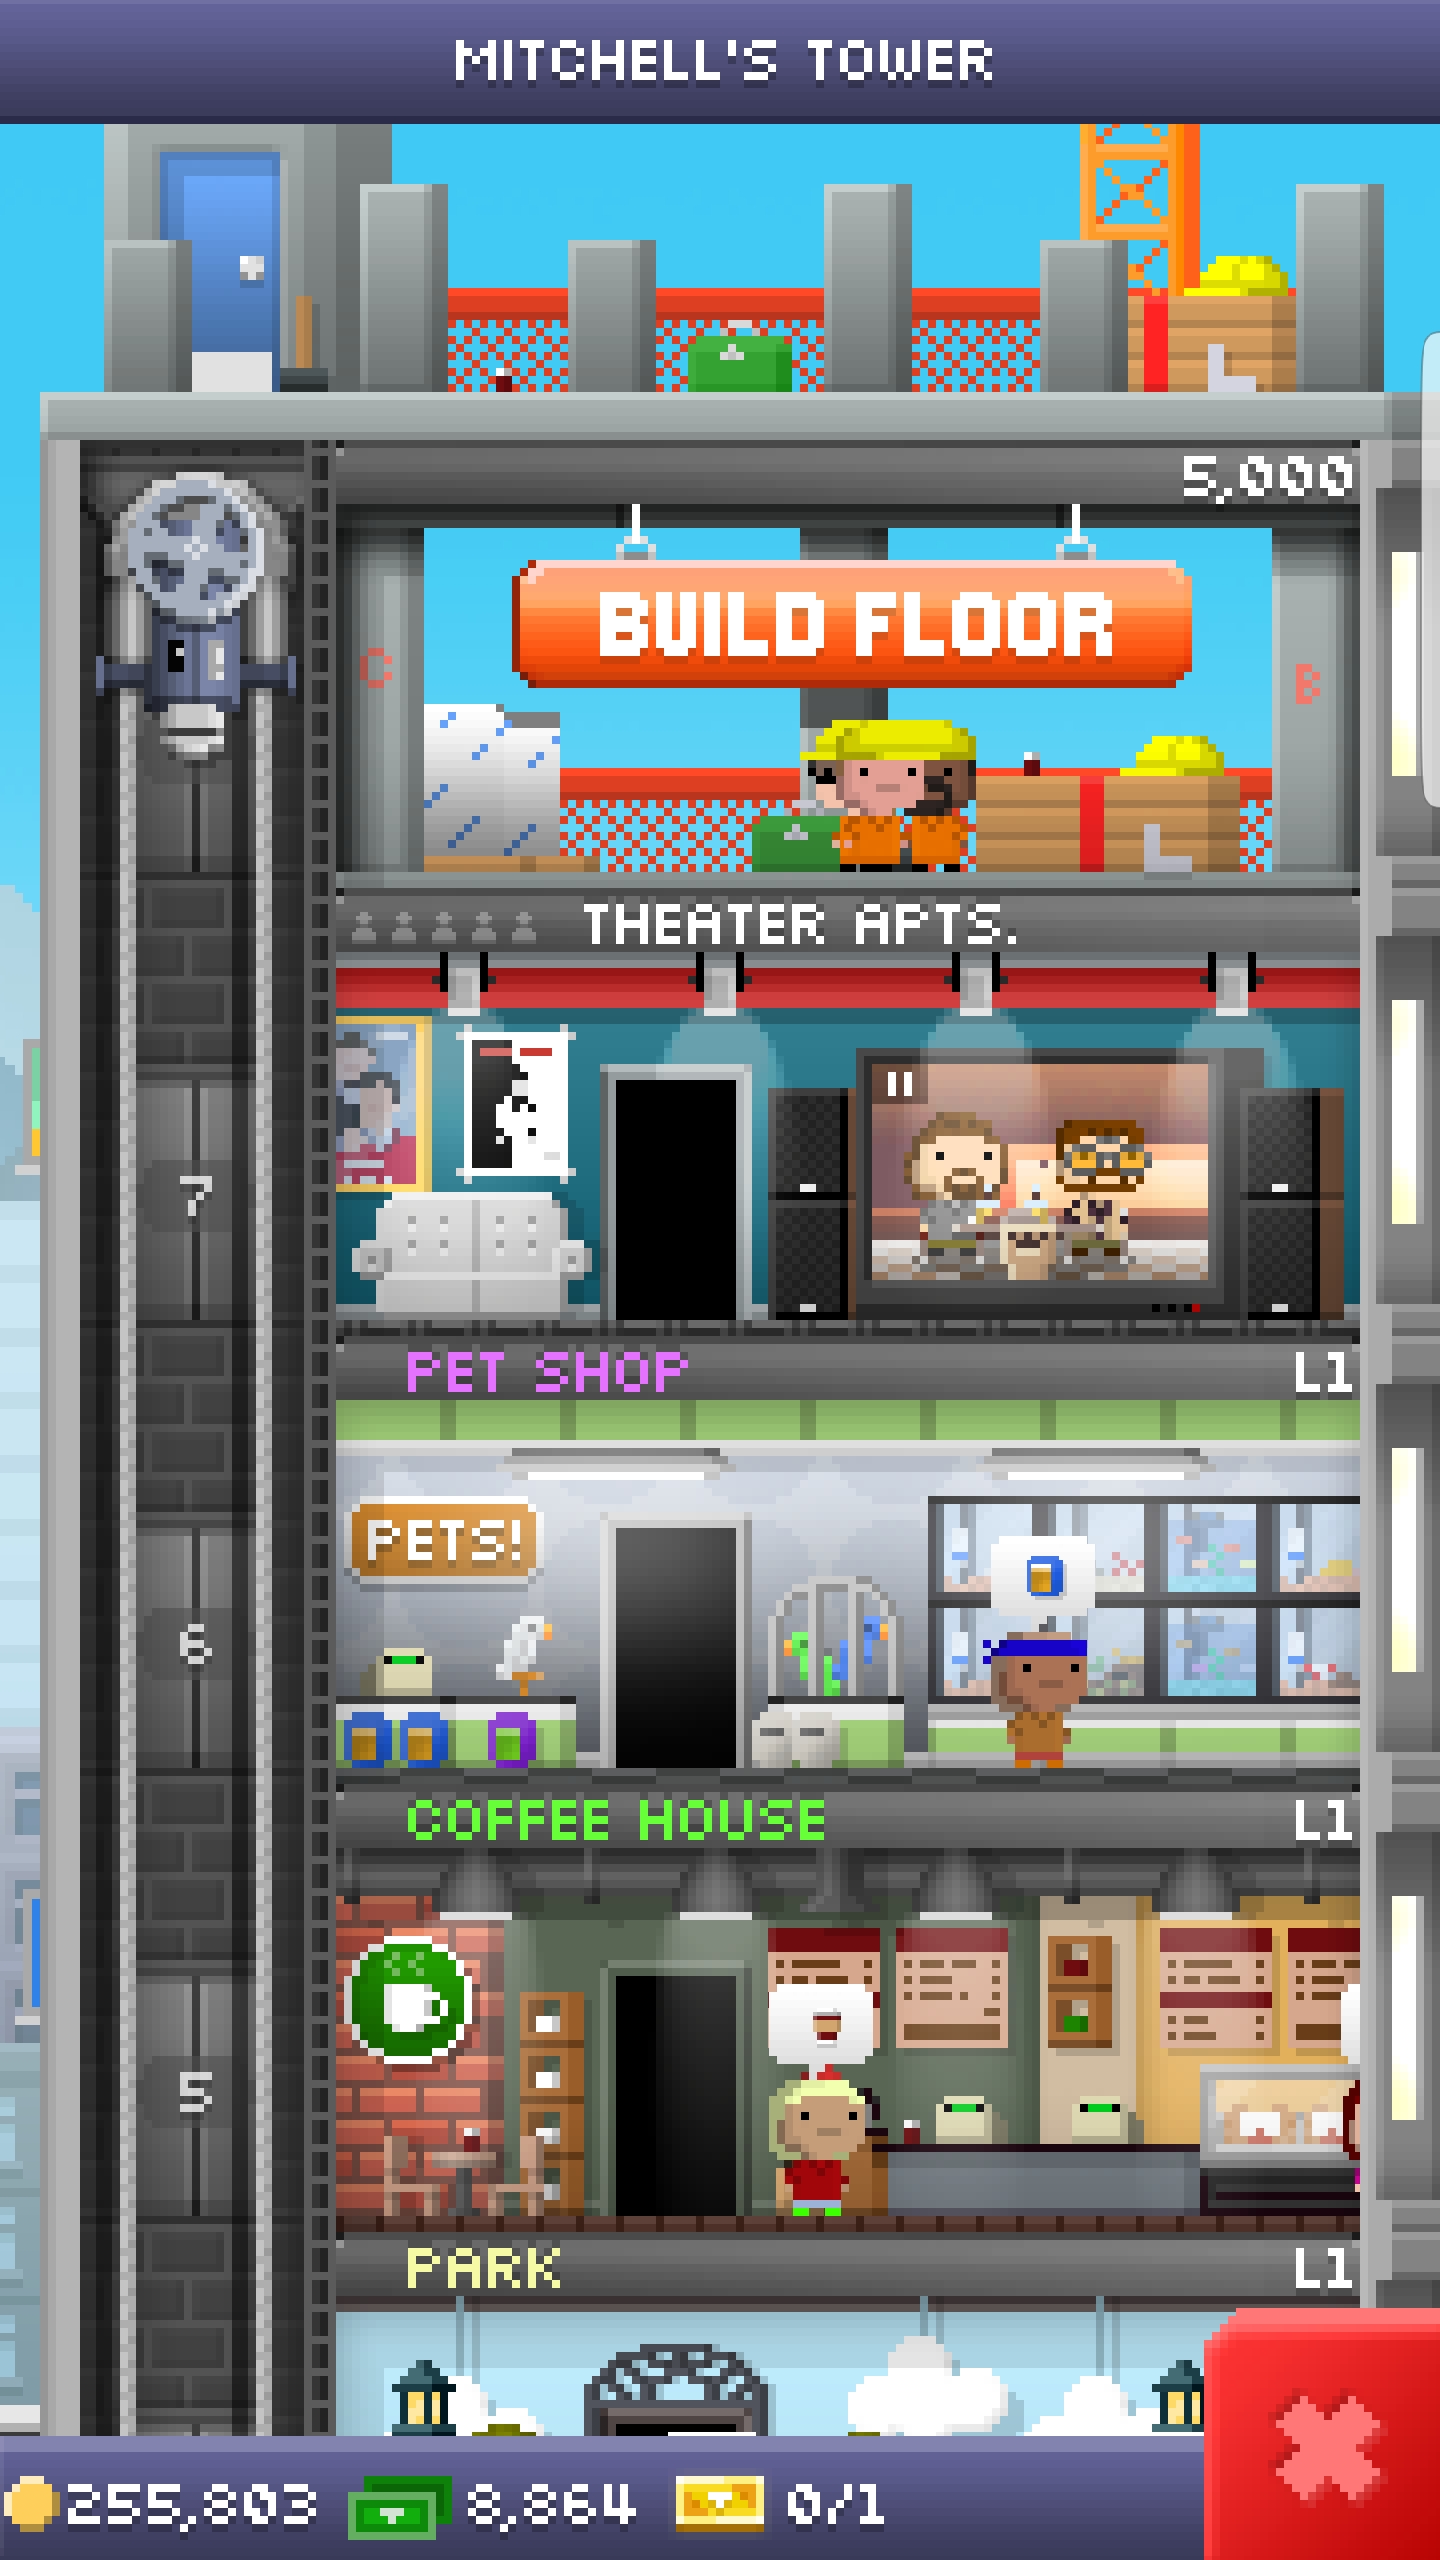 MITCHELL'S TOWER
5,000
BUILD FLOOR
C
B
THEATER APTS.
7
PET SHOP L1
PETS!
6
COFFEE HOUSE L1
5
PARK L1
255,803 8,864 0/1